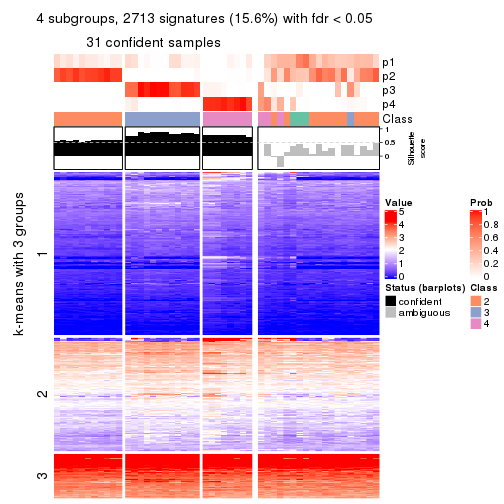 4 subgroups, 2713 signatures (15.6%) with fdr < 0.05
31 confident samples
p1
p2
p3
p4
Class
1
0.5
0
Silhouette
score
k-means with 3 groups
1
2
3
Value
5
4
3
2
1
0
Prob
1
0.8
0.6
0.4
0.2
0
Status (barplots)
confident
ambiguous
Class
2
3
4